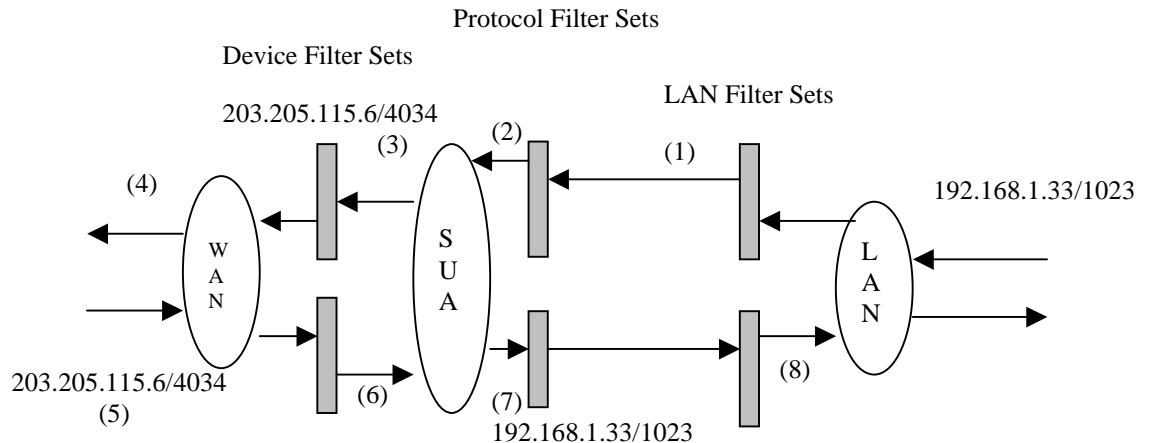 Protocol Filter Sets
Device Filter Sets
LAN Filter Sets
203.205.115.6/4034
(3)
(2)
(1)
(4)
192.168.1.33/1023
W
A
N
S
U
A
L
A
N
203.205.115.6/4034
(5)
(6)
(7)
(8)
192.168.1.33/1023